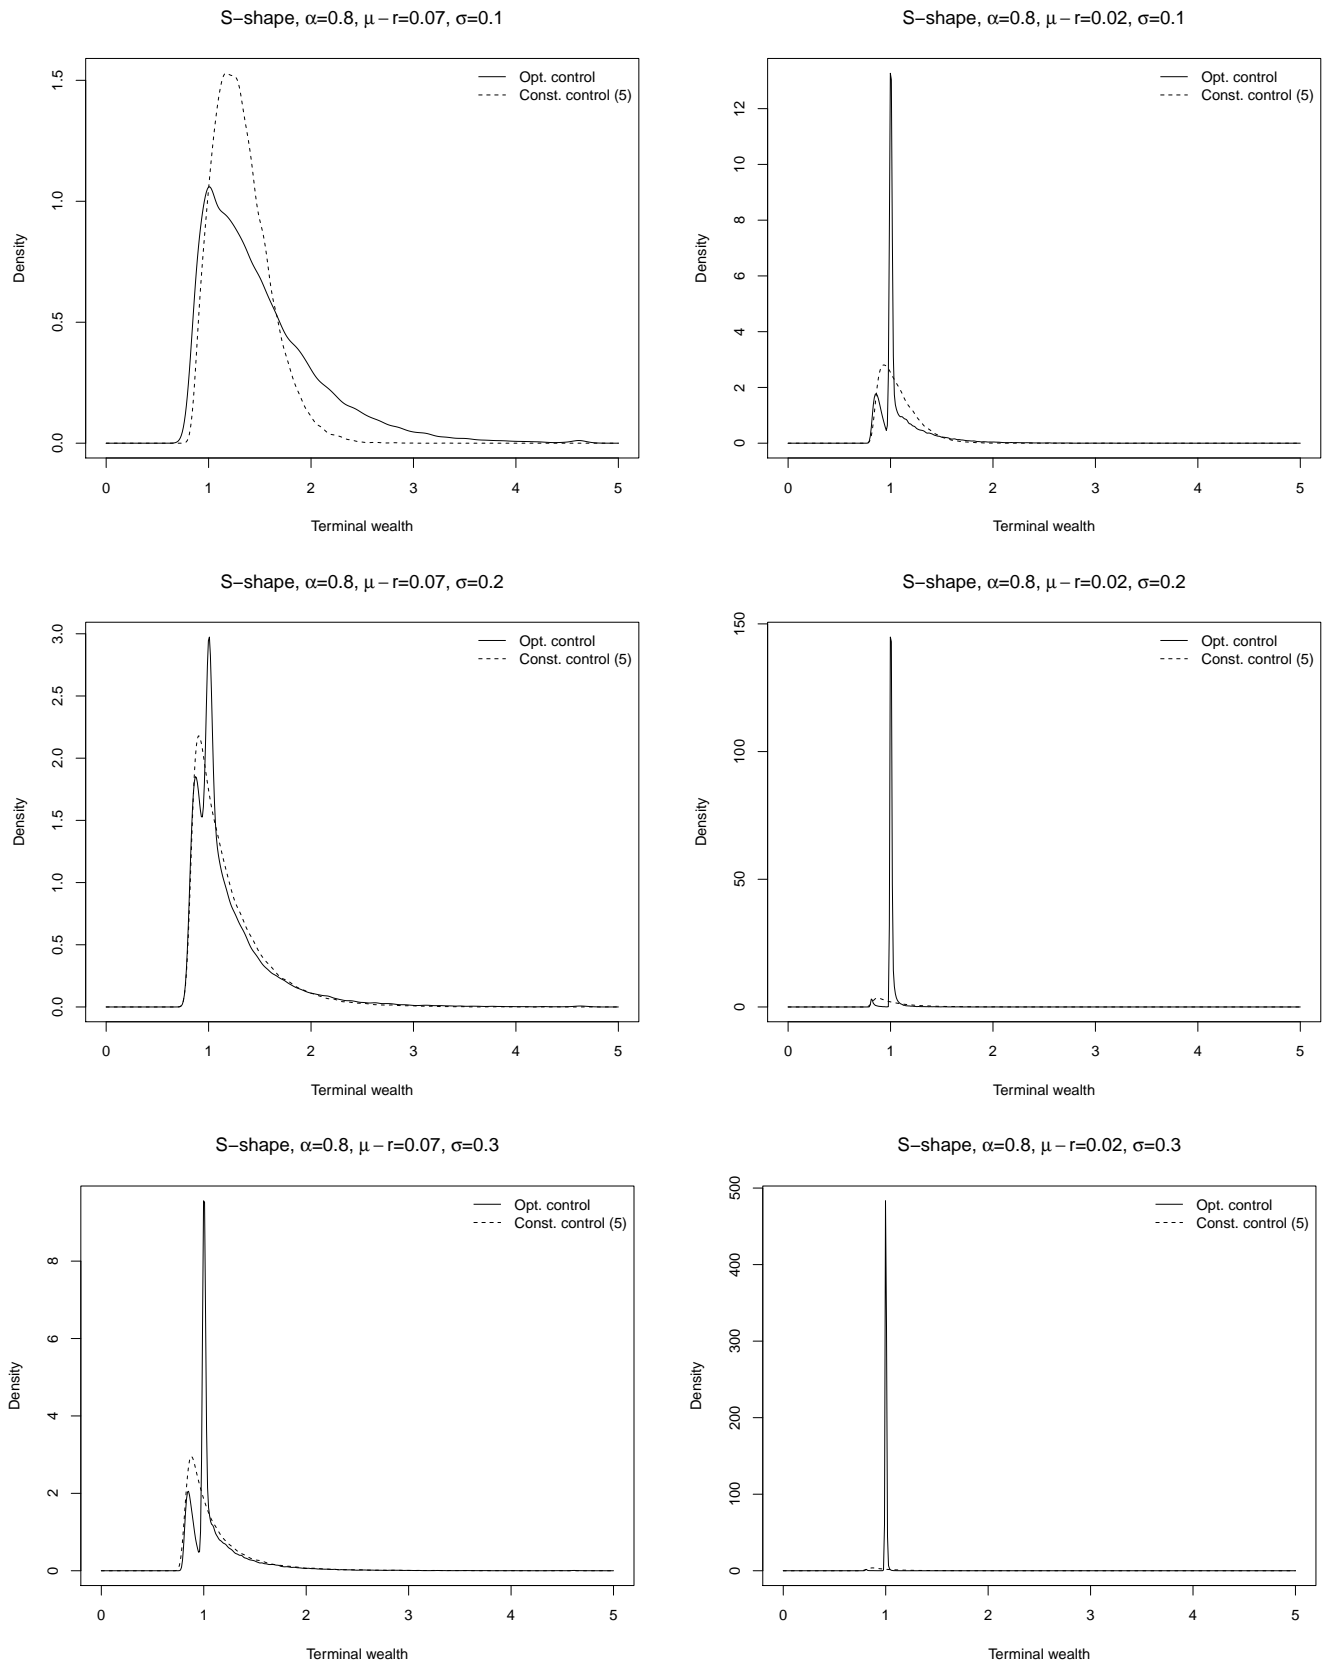 S−shape, α=0.8, μ − r=0.07, σ=0.1
Opt. control
Const. control (5)
1.5
1.0
0.5
0.0
Density
0 1 2 3 4 5
Terminal wealth
S−shape, α=0.8, μ − r=0.02, σ=0.1
Opt. control
Const. control (5)
12
10
8
6
4
2
0
Density
0 1 2 3 4 5
Terminal wealth
S−shape, α=0.8, μ − r=0.07, σ=0.2
Opt. control
Const. control (5)
3.0
2.5
2.0
1.5
1.0
0.5
0.0
Density
0 1 2 3 4 5
Terminal wealth
S−shape, α=0.8, μ − r=0.02, σ=0.2
Opt. control
Const. control (5)
150
100
50
0
Density
0 1 2 3 4 5
Terminal wealth
S−shape, α=0.8, μ − r=0.07, σ=0.3
Opt. control
Const. control (5)
8
6
4
2
0
Density
0 1 2 3 4 5
Terminal wealth
S−shape, α=0.8, μ − r=0.02, σ=0.3
Opt. control
Const. control (5)
500
400
300
200
100
0
Density
0 1 2 3 4 5
Terminal wealth